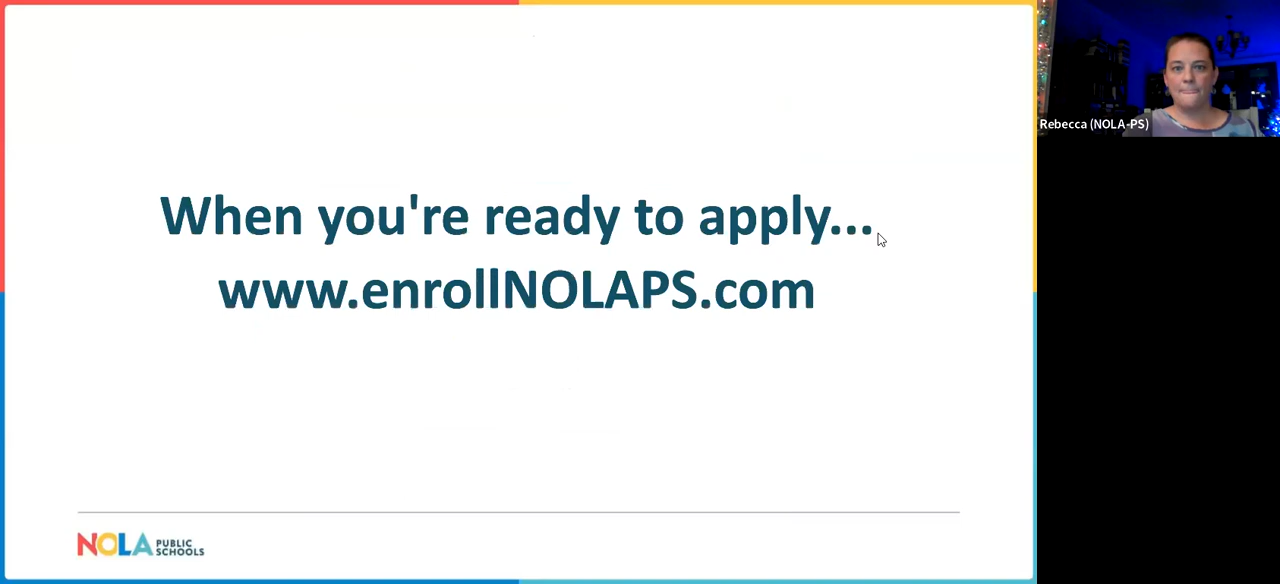 When you're ready to apply...
www.enrollNOLAPS.com
NOLA PUBLIC SCHOOLS
Rebecca (NOLA-PS)